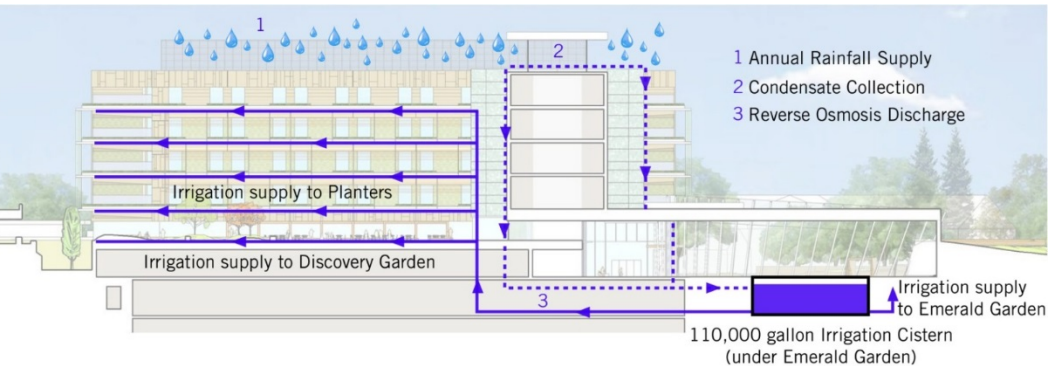 1
2
1 Annual Rainfall Supply
2 Condensate Collection
3 Reverse Osmosis Discharge
Irrigation supply to Planters
Irrigation supply to Discovery Garden
3
Irrigation supply
to Emerald Garden
110,000 gallon Irrigation Cistern
(under Emerald Garden)